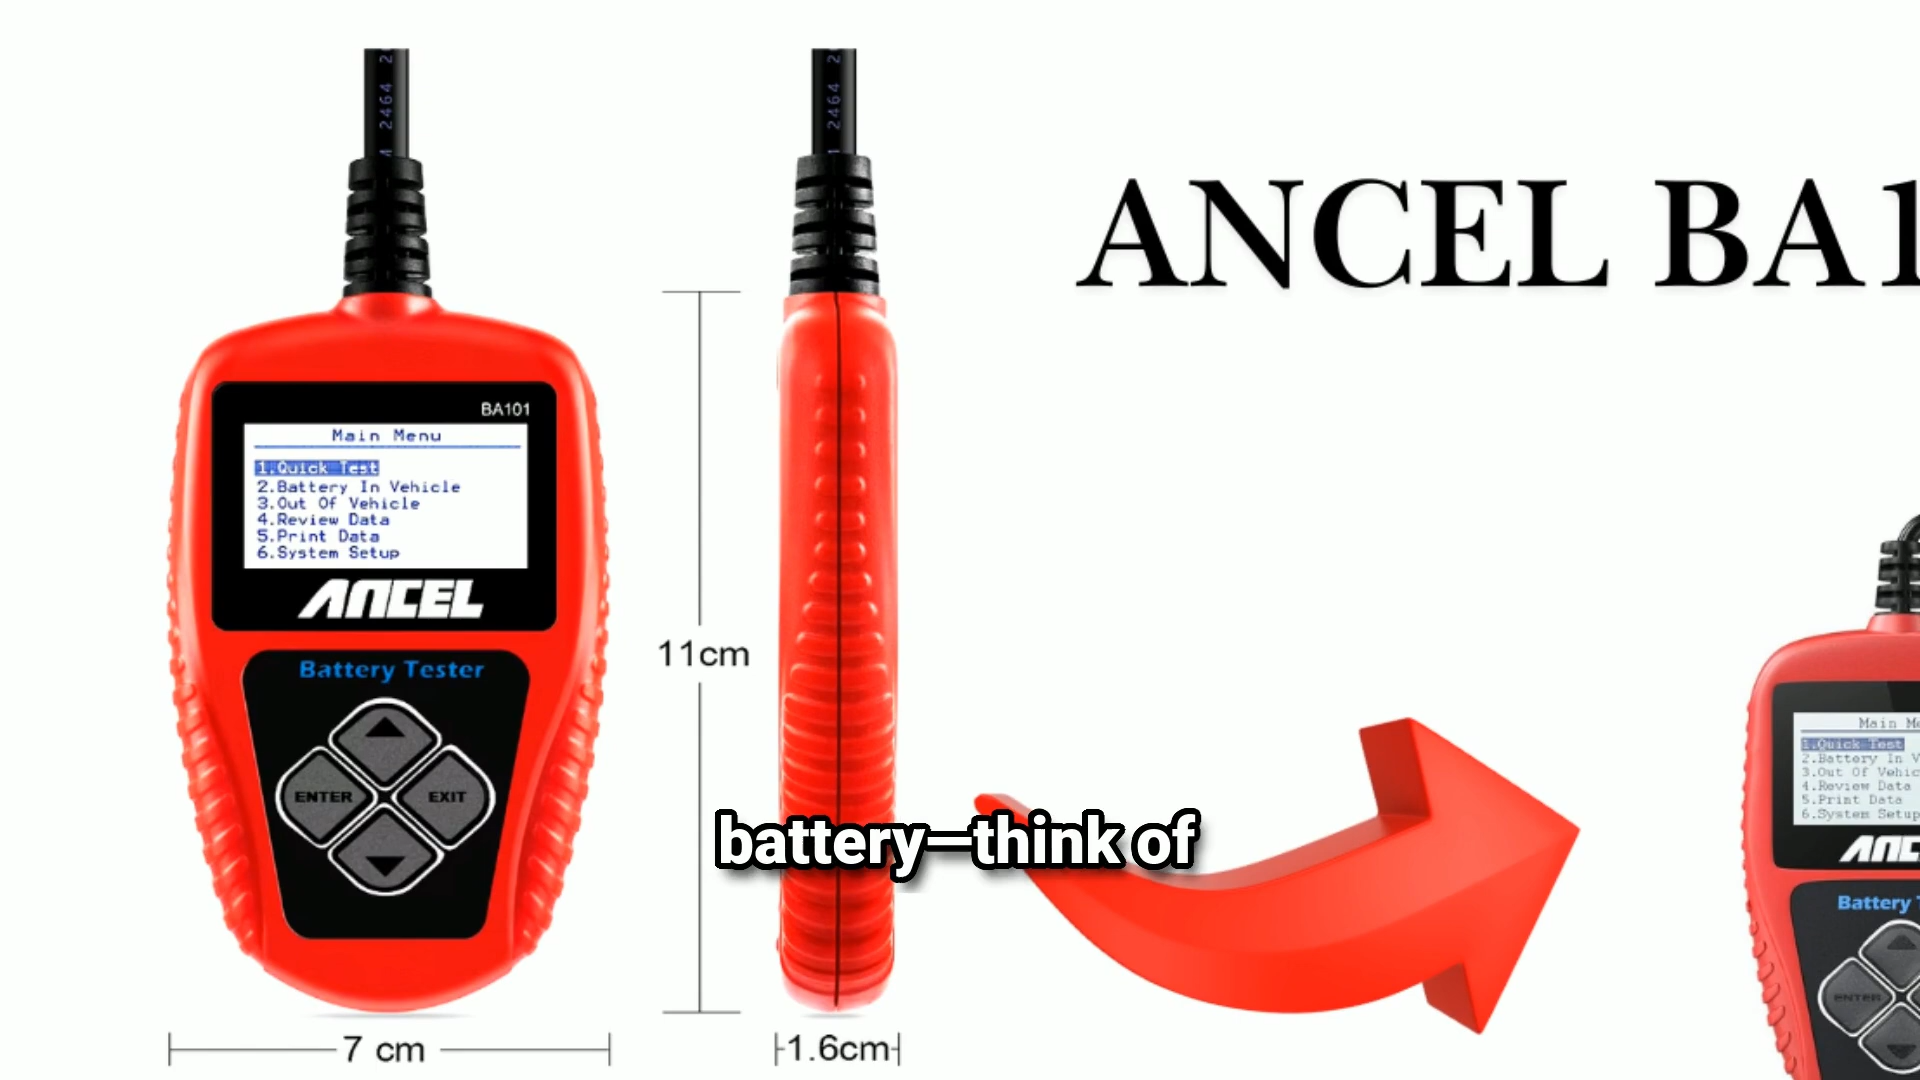 2464 2
2464 2
ANCEL BA1
BA101
Main Menu
1.Quick Test
2.Battery In Vehicle
3.Out Of Vehicle
4.Review Data
5.Print Data
6.System Setup
ANCEL
Battery Tester
ENTER
EXIT
11cm
7 cm
1.6cm
battery—think of
Main Me
1.Quick Test
2.Battery In V
3.Out Of Vehic
4.Review Data
5.Print Data
6.System Setup
ANC
Battery T
ENTER